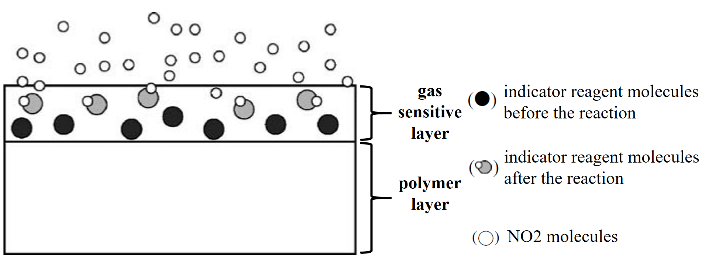 gas
sensitive
layer
polymer
layer
indicator reagent molecules
before the reaction
indicator reagent molecules
after the reaction
NO2 molecules